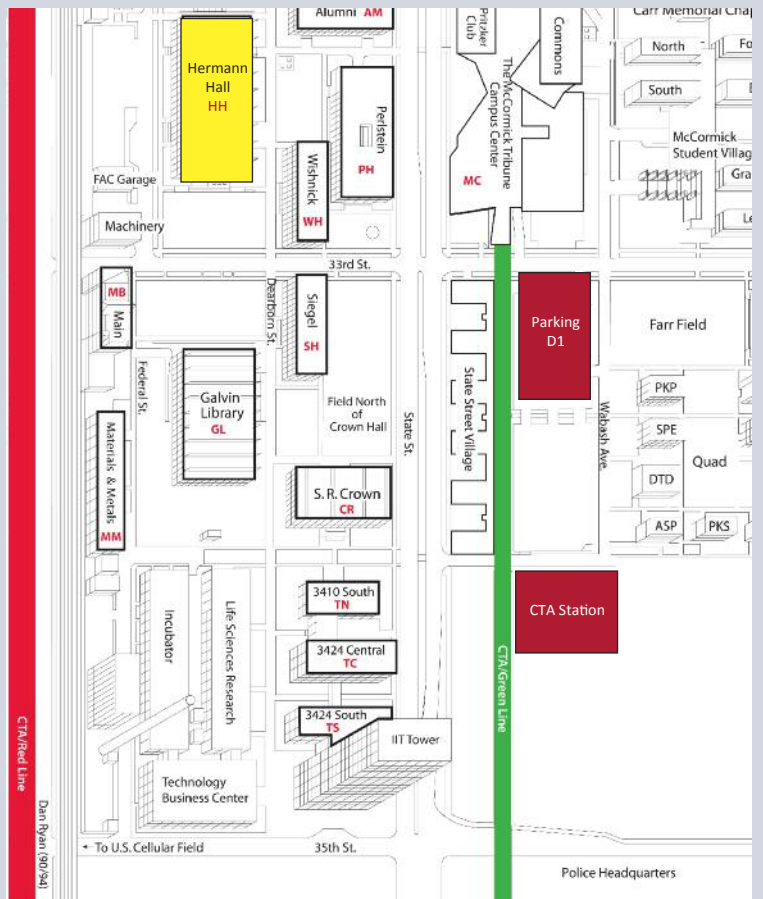 Alumni AM
Pritzker
Club
Commons
Carr Memorial Chap
North
Fo
South
Hermann
Hall
HH
Perlstein
PH
The McCormick Tribune
Campus Center
MC
McCormick
Student Villag
Gra
Le
FAC Garage
Wishnick
WH
Machinery
33rd St.
MB
Main
Dearborn St.
Siegel
SH
Parking
D1
Farr Field
Federal St.
Galvin
Library
GL
Field North
of
Crown Hall
State St.
State Street Village
Wabash Ave.
PKP
SPE
Quad
DTD
ASP
PKS
Materials & Metals
MM
S. R. Crown
CR
3410 South
TN
CTA Station
Incubator
Life Sciences Research
3424 Central
TC
CTA/Green Line
3424 South
TS
IIT Tower
CTA/Red Line
Technology
Business Center
Dan Ryan (90/94)
To U.S. Cellular Field
35th St.
Police Headquarters